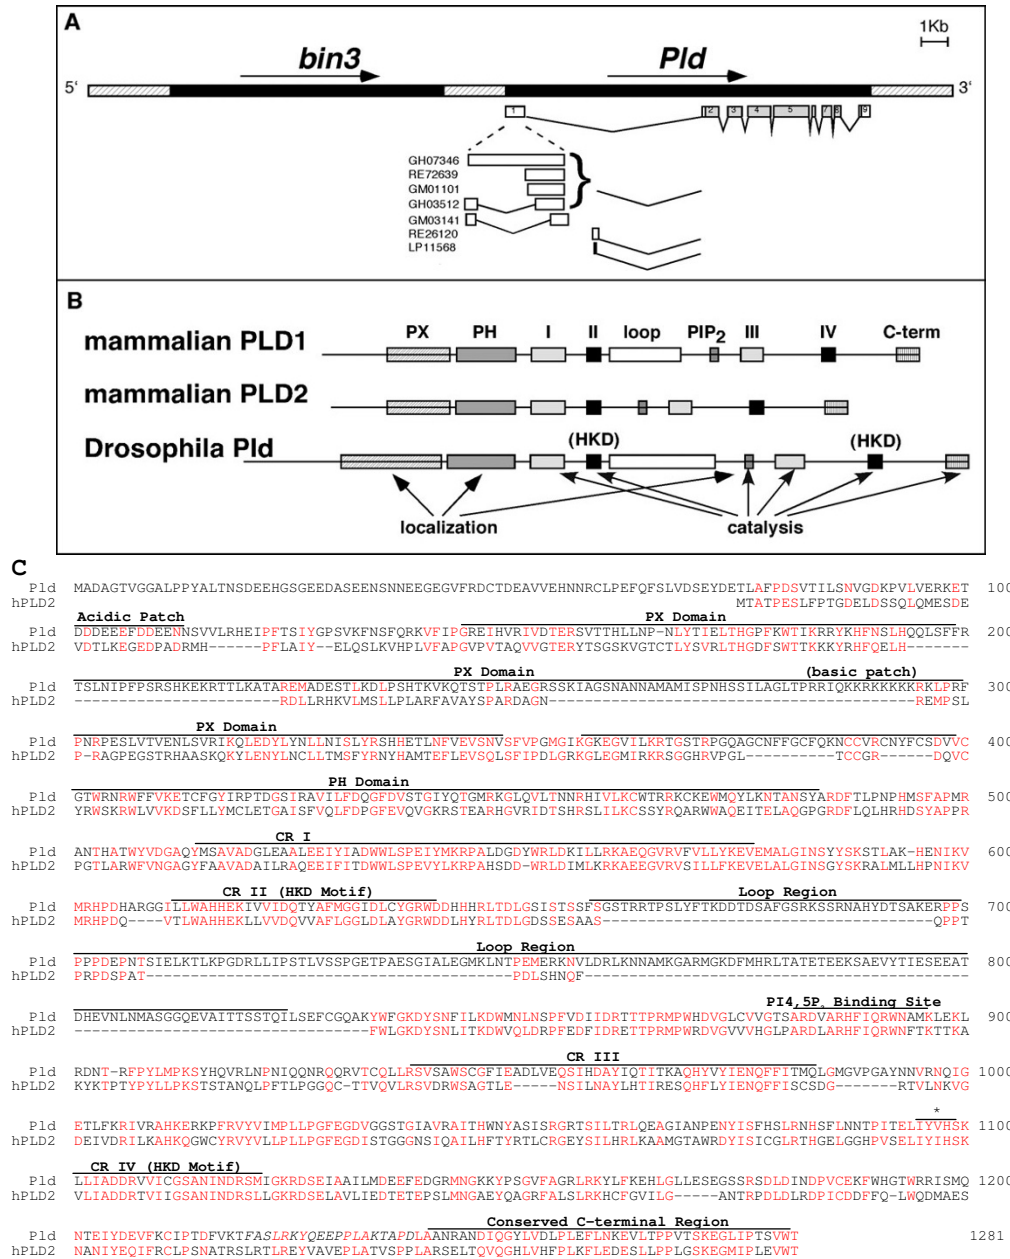 A
1Kb
bin3
Pld
5'
3'
1 2 3 4 5 7 8 9
GH07346
RE72639
GM01101
GH03512
GM03141
RE26120
LP11568
B
PX PH I II loop PIP2 III IV C-term
mammalian PLD1
mammalian PLD2
(HKD) (HKD)
Drosophila Pld
localization catalysis
C
Pld MADAGTVGGALPPYALTNSDEEHGSGEEDASEENSNNEEGEGVFRDCTDEAVVEHNNRCLPEFQFSLVDSEYDETLAFPDSVTILSNVGDKPVLVERKET 100
hPLD2 MTATPESLFPTGDELDSSQLQMESDE
Acidic Patch PX Domain
Pld DDDEEEFDDEENNSVVLRHEIPFTSIYGPSVKFNSFQRKVFIPGREIHVRIVDTERSVTTHLLNP-NLYTIELTHGPFKWTIKRRYKHFNSLHQQLSFFR 200
hPLD2 VDTLKEGEDPADRMH------PFLAIY--ELQSLKVHPLVFAPGVPVTAQVVGTERYTSGSKVGTCTLYSVRLTHGDFSWTTKKKYRHFQELH-------
PX Domain (basic patch)
Pld TSLNIPFPSRSHKEKRTTLKATAREMADESTLKDLPSHTKVKQTSTPLRAEGRSSKIAGSNANNAMAMISPNHSSILAGLTPRRIQKKRKKKKKRKLPRF 300
hPLD2 -----------------------RDLLRHKVLMSLLPLARFAVAYSPARDAGN------------------------------------------REMPSL
PX Domain
Pld PNRPESLVTVENLSVRIKQLEDYLYNLLNISLYRSHHETLNFVEVSNVSFVPGMGIKGKEGVILKRTGSTRPGQAGCNFFGCFQKNCCVRCNYFCSDVVC 400
hPLD2 P-RAGPEGSTRHAASKQKYLENYLNCLLTMSFYRNYHAMTEFLEVSQLSFIPDLGRKGLEGMIRKRSGGHRVPGL----------TCCGR------DQVC
PH Domain
Pld GTWRNRWFFVKETCFGYIRPTDGSIRAVILFDQGFDVSTGIYQTGMRKGLQVLTNNRHIVLKCWTRRKCKEWMQYLKNTANSYARDFTLPNPHMSFAPMR 500
hPLD2 YRWSKRWLVVKDSFLLYMCLETGAISFVQLFDPGFEVQVGKRSTEARHGVRIDTSHRSLILKCSSYRQARWWAQEITELAQGPGRDFLQLHRHDSYAPPR
CR I
Pld ANTHATWYVDGAQYMSAVADGLEAALEEIYIADWWLSPEIYMKRPALDGDYWRLDKILLRKAEQGVRVFVLLYKEVEMALGINSYYSKSTLAK-HENIKV 600
hPLD2 PGTLARWFVNGAGYFAAVADAILRAQEEIFITDWWLSPEVYLKRPAHSDD--WRLDIMLKRKAEEGVRVSILLFKEVELALGINSGYSKRALMLLHPNIKV
CR II (HKD Motif) Loop Region
Pld MRHPDHARGGILLWAHHEKIVVIDQTYAFMGGIDLCYGRWDDHHHRLTDLGSISTSSFSGSTRRTPSLYFTKDDTDSAFGSRKSSRNAHYDTSAKERPPS 700
hPLD2 MRHPDQ----VTLWAHHEKLLVVDQVVAFLGGLDLAYGRWDDLHYRLTDLGDSSESAAS-------------------------------------QPPT
Loop Region
Pld PPPDEPNTSIELKTLKPGDRLLIPSTLVSSPGETPAESGIALEGMKLNTPEMERKNVLDRLKNNAMKGARMGKDFMHRLTATETEEKSAEVYTIESEEAT 800
hPLD2 PRPDSPAT-----------------------------------------PDLSHNQF-------------------------------------------
PI4,5P2 Binding Site
Pld DHEVNLNMASGGQEVAITTSSTQILSEFCGQAKYWFGKDYSNFILKDWMNLNSPFVDIIDRTTTPRMPWHDVGLCVVGTSARDVARHFIQRWNAMKLEKL 900
hPLD2 ---------------------------------FWLGKDYSNLITKDWVQLDRPFEDFIDRETTPRMPWRDVGVVVHGLPARDLARHFIQRWNFTKTTKA
CR III
Pld RDNT-RFPYLMPKSYHQVRLNPNIQQNRQQRVTCQLLRSVSAWSCGFIEADLVEQSIHDAYIQTITKAQHYVYIENQFFITMQLGMGVPGAYNNVRNQIG 1000
hPLD2 KYKTPTYPYLLPKSTSTANQLPFTLPGGQC-TTVQVLRSVDRWSAGTLE-----NSILNAYLHTIRESQHFLYIENQFFISCSDG------RTVLNKVG
*
Pld ETLFKRIVRAHKERKPFRVYVIMPLLPGFEGDVGGSTGIAVRAITHWNYASISRGRTSILTRLQEAGIANPENYISFHSLRNHSFLNNTPITELIYVHSK 1100
hPLD2 DEIVDRILKAHKQGWCYRVYVLLPLLPGFEGDISTGGGNSIQAILHFTYRTLCRGEYSILHRLKAAMGTAWRDYISICGLRTHGELGGHPVSELIYIHSK
CR IV (HKD Motif)
Pld LLIADDRVVICGSANINDRSMIGKRDSEIAAILMDEEFEDGRMNGKKYPSGVFAGRLRKYLFKEHLGLLESEGSSRSDLDINDPVCEKFWHGTWRRISMQ 1200
hPLD2 VLIADDRTVIIGSANINDRSLLGKRDSELAVLIEDTETEPSLMNGAEYQAGRFALSLRKHCFGVILG-----ANTRPDLDLRDPICDDFFQ-LWQDMAES
Conserved C-terminal Region
Pld NTEIYDEVFKCIPTDFVKTFASLRKYQEEPPLAKTAPDLAANRANDIQGYLVDLPLEFLNKEVLTPPVTSKEGLIPTSVWT 1281
hPLD2 NANIYEQIFRCLPSNATRSLRTLREYVAVEPLATVSPPLARSELTQVQGHLVHFPLKFLEDESLLPPLGSKEGMIPLEVWT